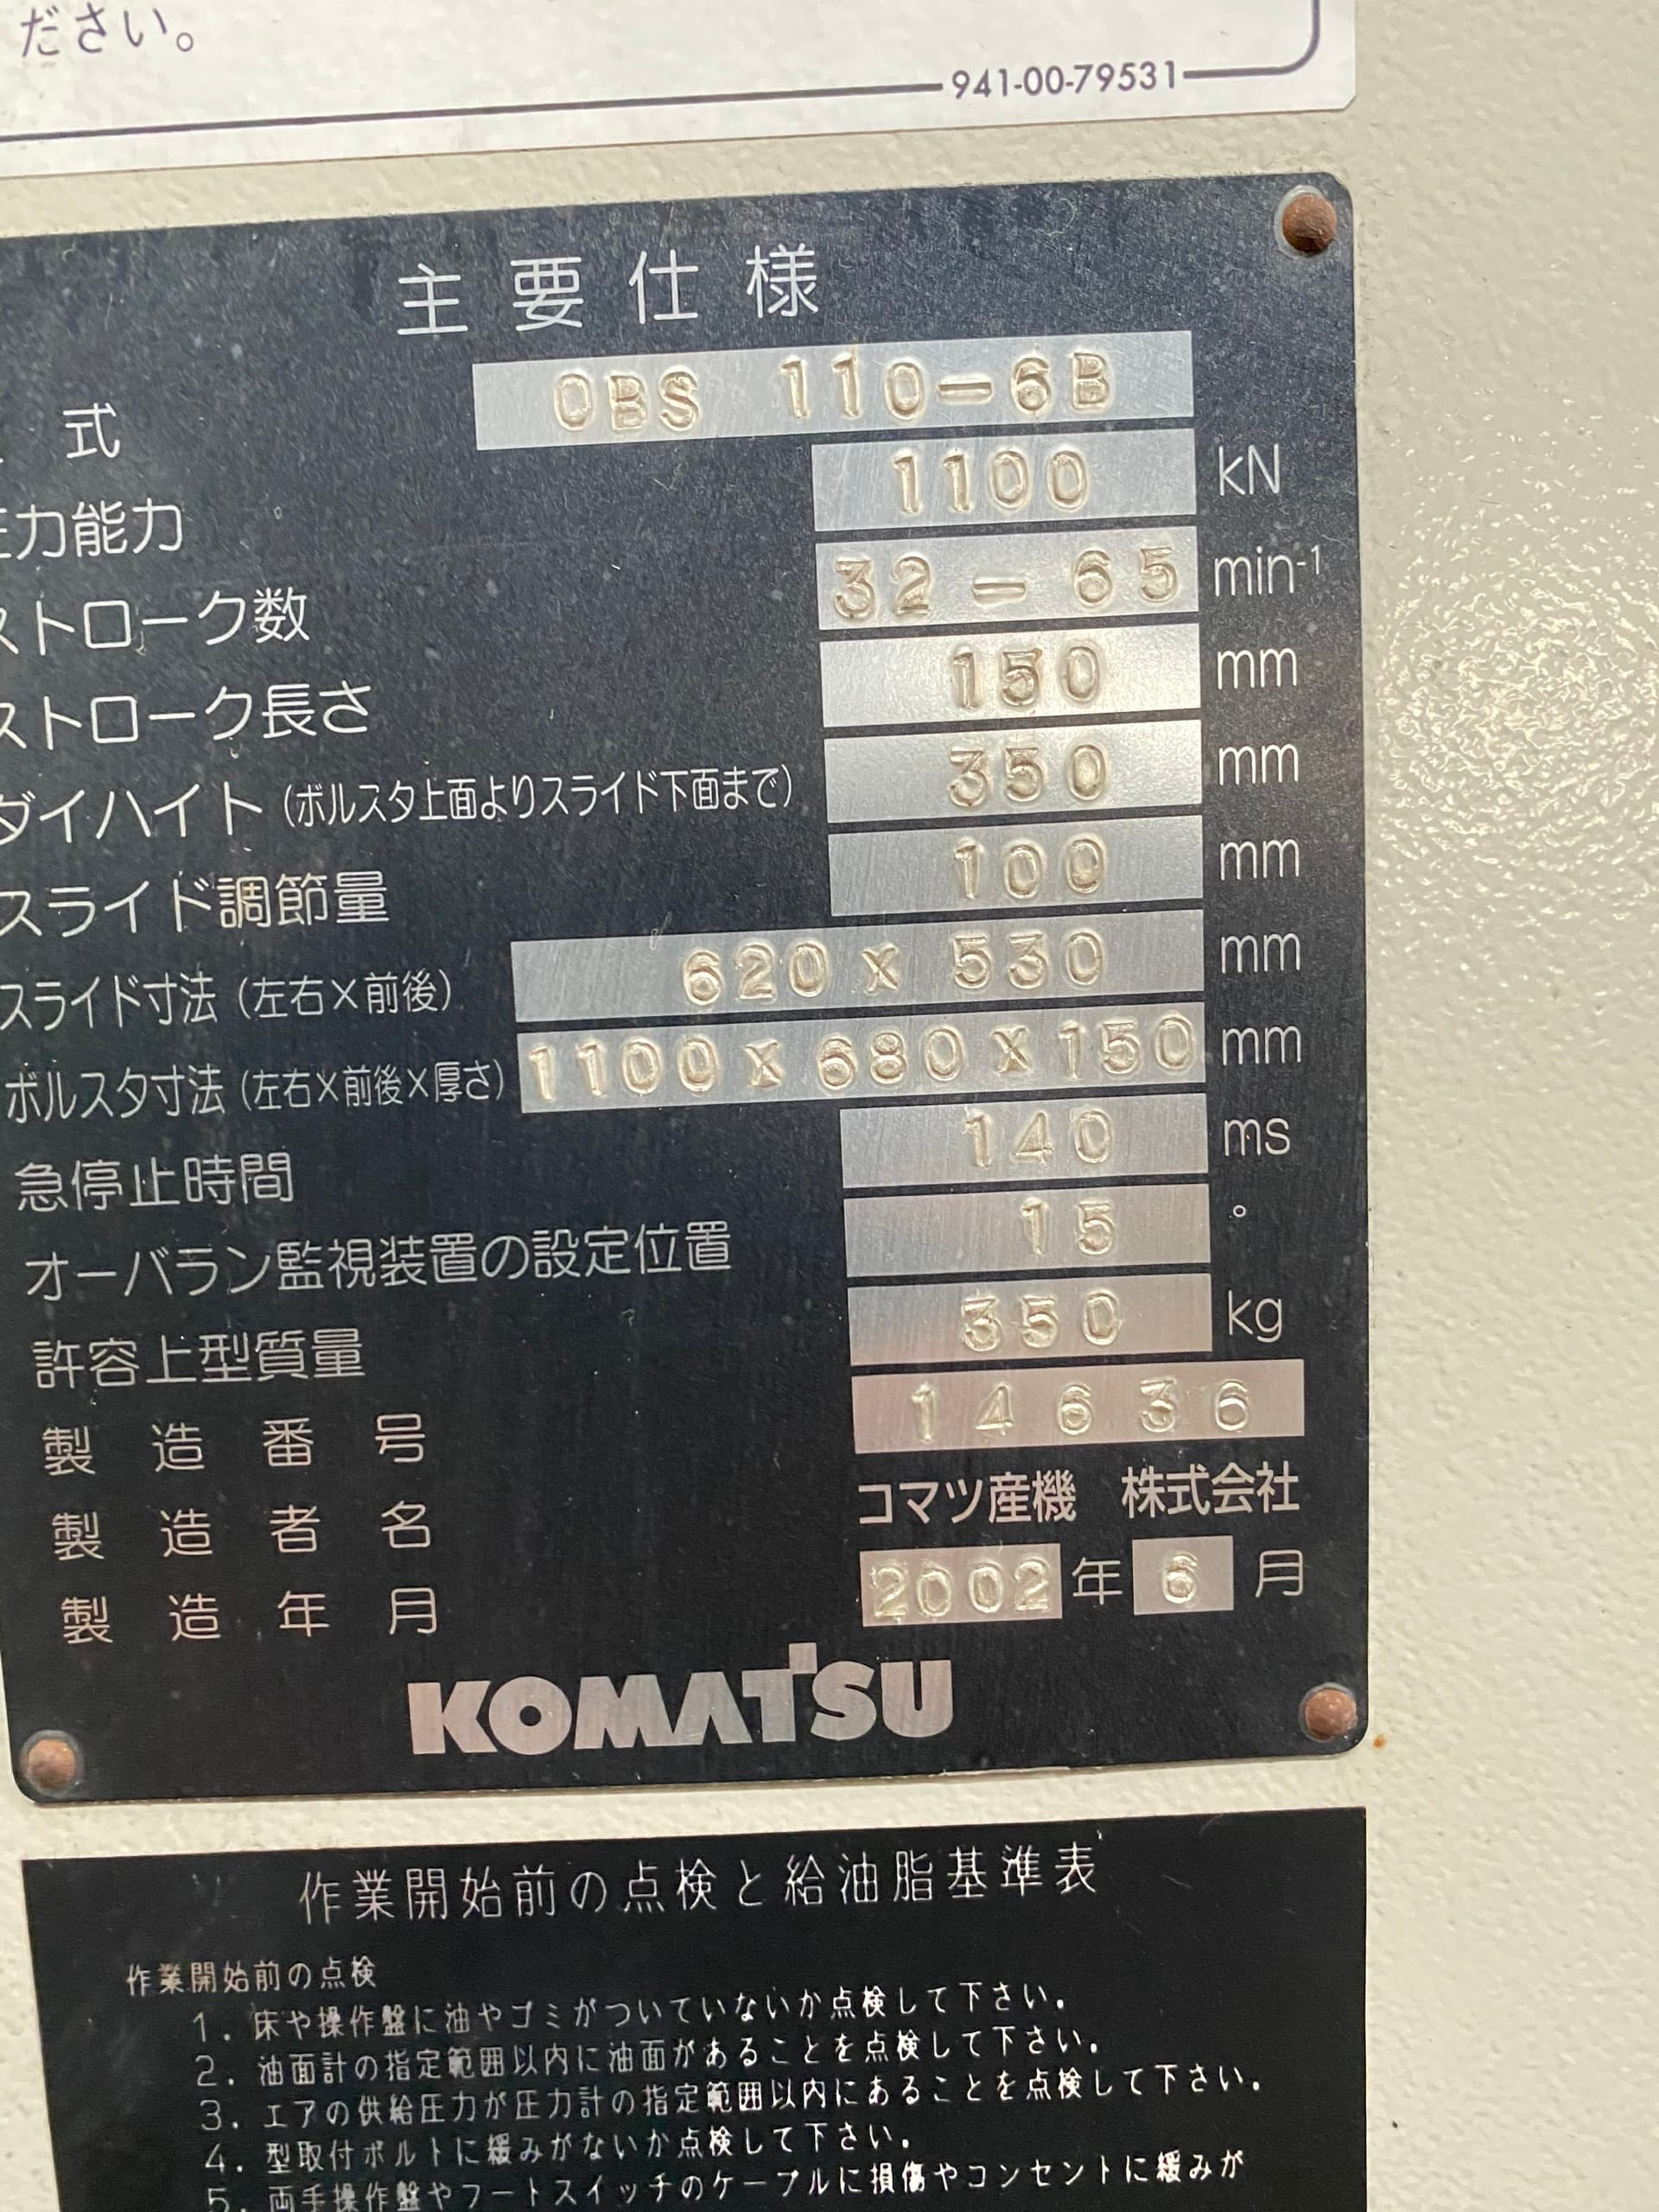 ださい。
941-00-79531
主要仕様
式 OBS 110-6B
圧力能力 1100 kN
ストローク数 32-65 min⁻¹
ストローク長さ 150 mm
ダイハイト(ボルスタ上面よりスライド下面まで) 350 mm
スライド調節量 100 mm
スライド寸法(左右×前後) 620×530 mm
ボルスタ寸法(左右×前後×厚さ) 1100×680×150 mm
急停止時間 140 ms
オーバラン監視装置の設定位置 15 °
許容上型質量 350 kg
製造番号 14636
製造者名 コマツ産機 株式会社
製造年月 2002年6月
KOMATSU
作業開始前の点検と給油脂基準表
作業開始前の点検
1. 床や操作盤に油やゴミがついていないか点検して下さい.
2. 油面計の指定範囲以内に油面があることを点検して下さい.
3. エアの供給圧力が圧力計の指定範囲以内にあることを点検して下さい.
4. 型取付ボルトに緩みがないか点検して下さい.
5. 両手操作盤やフートスイッチのケーブルに損傷やコンセントに緩みが